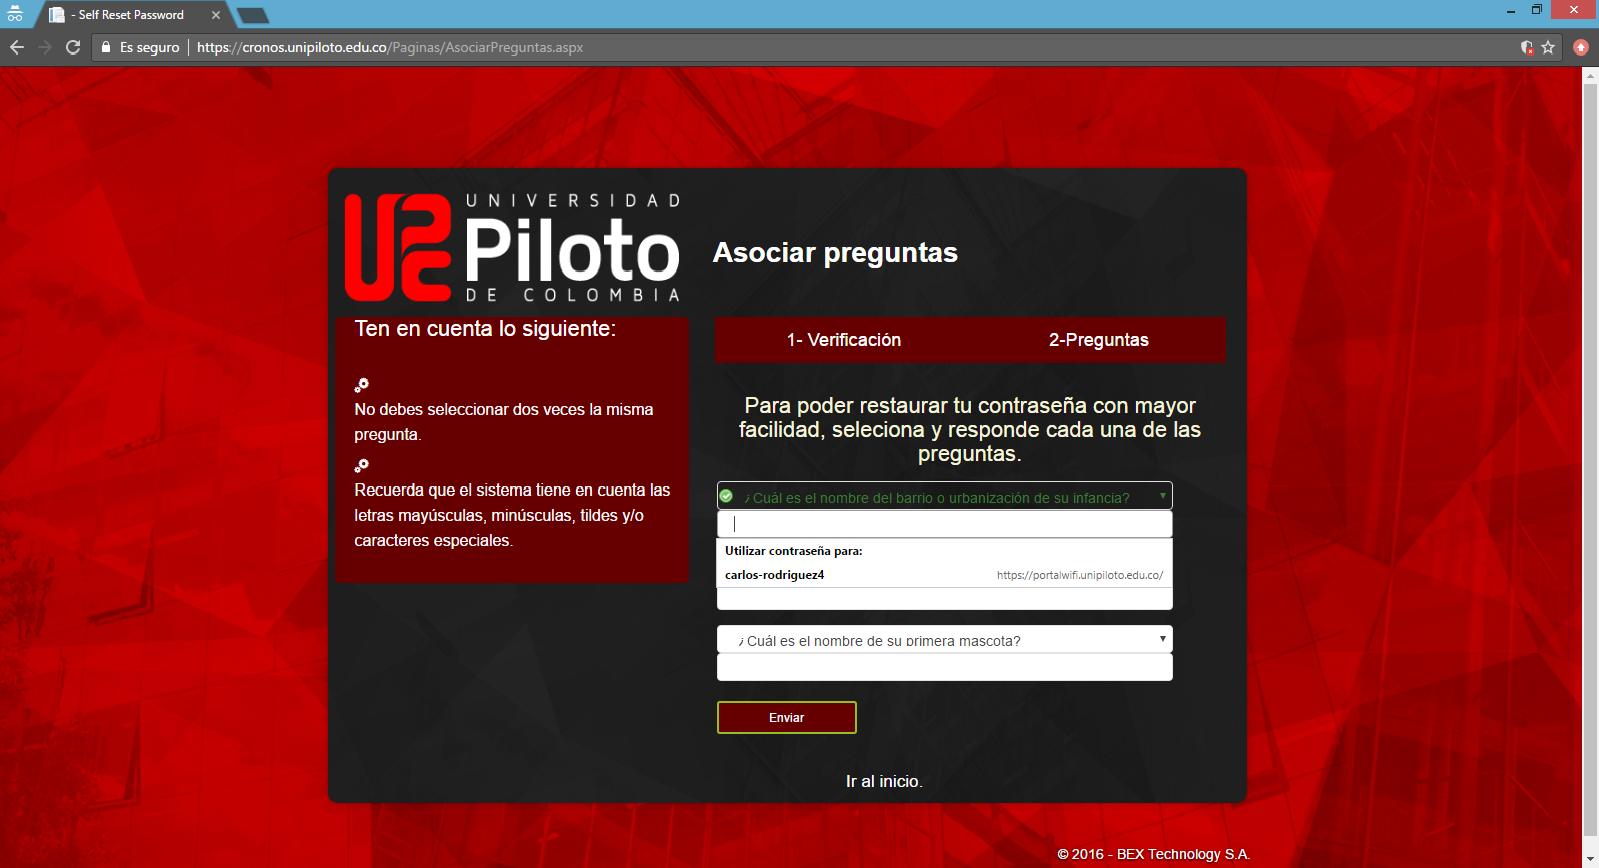 - Self Reset Password
Es seguro
https://cronos.unipiloto.edu.co/Paginas/AsociarPreguntas.aspx
UNIVERSIDAD
Piloto
DE COLOMBIA
Asociar preguntas
Ten en cuenta lo siguiente:
No debes seleccionar dos veces la misma
pregunta.
Recuerda que el sistema tiene en cuenta las
letras mayúsculas, minúsculas, tildes y/o
caracteres especiales.
1- Verificación
2-Preguntas
Para poder restaurar tu contraseña con mayor
facilidad, seleciona y responde cada una de las
preguntas.
¿Cuál es el nombre del barrio o urbanización de su infancia?
Utilizar contraseña para:
carlos-rodriguez4
https://portalwifi.unipiloto.edu.co/
¿Cuál es el nombre de su primera mascota?
Enviar
Ir al inicio.
© 2016 - BEX Technology S.A.